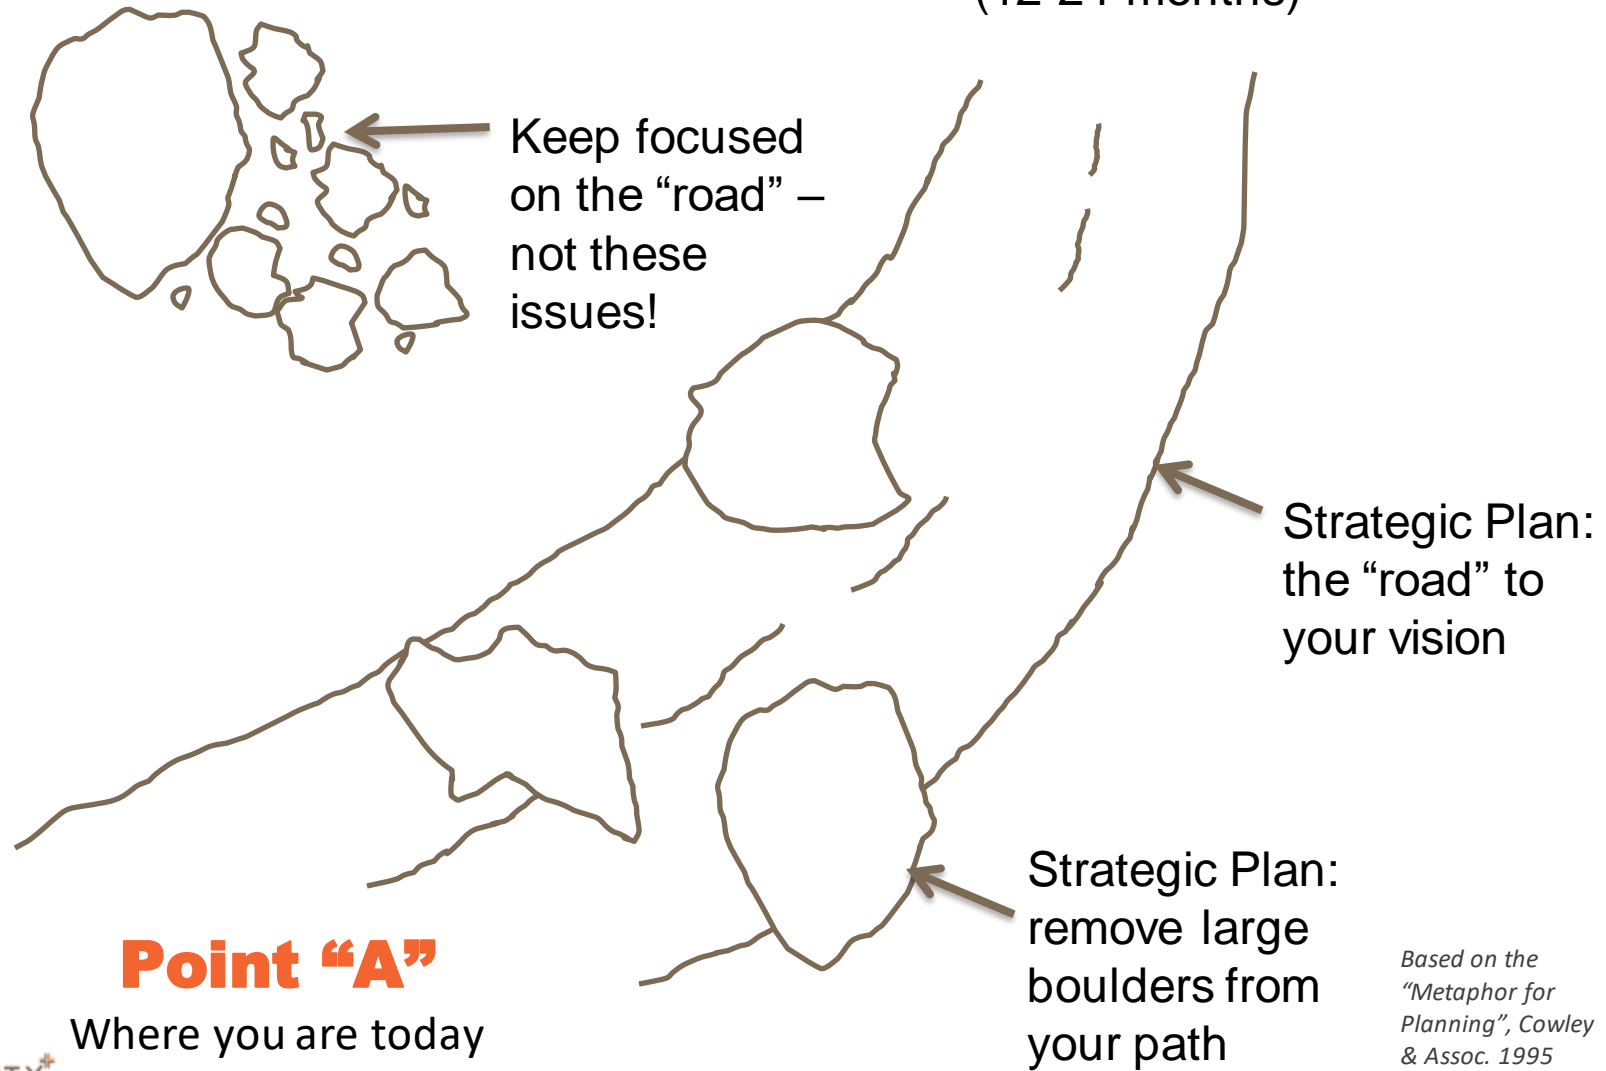 Keep focused
on the “road” –
not these
issues!
Strategic Plan:
the “road” to
your vision
Strategic Plan:
remove large
boulders from
your path
Point “A”
Where you are today
Based on the
“Metaphor for
Planning”, Cowley
& Assoc. 1995